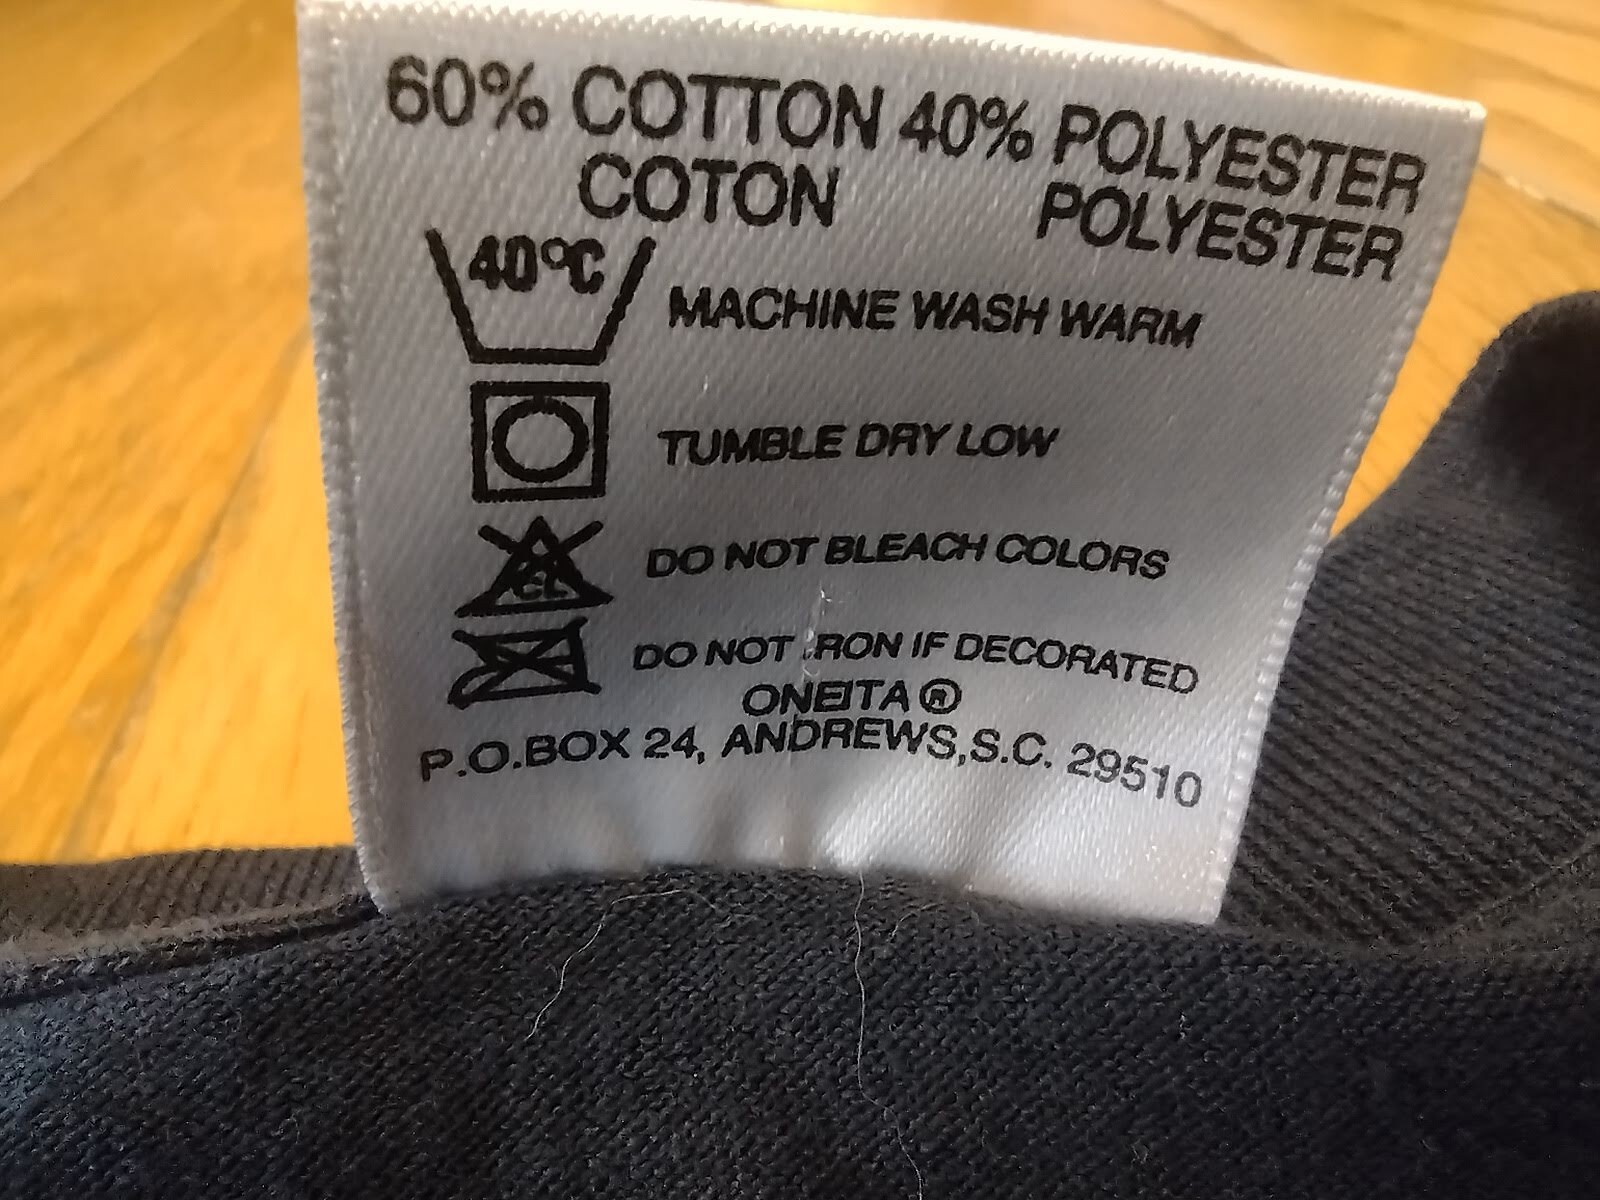 60% COTTON 40% POLYESTER
COTON POLYESTER
40°C MACHINE WASH WARM
TUMBLE DRY LOW
CL DO NOT BLEACH COLORS
DO NOT IRON IF DECORATED
ONEITA ®
P.O.BOX 24, ANDREWS,S.C. 29510